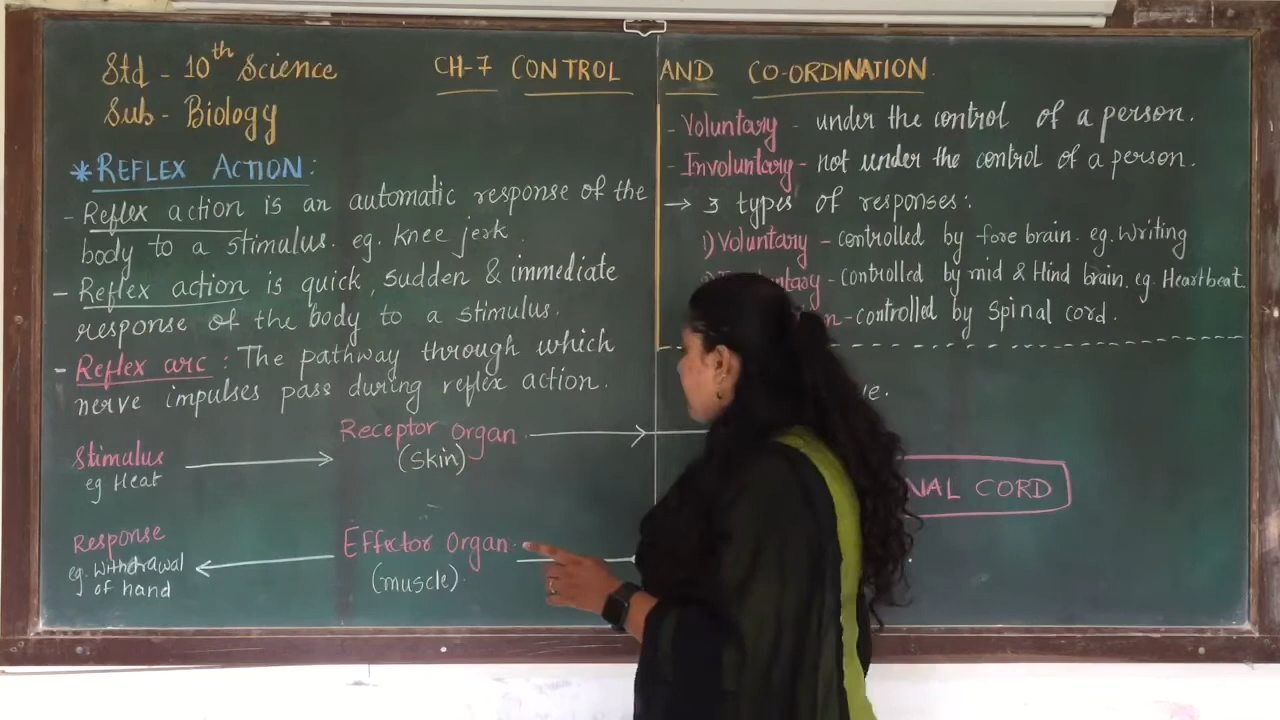 Std - 10th Science
Sub - Biology
CH-7 CONTROL AND CO-ORDINATION.
* REFLEX ACTION:
- Reflex action is an automatic response of the
body to a stimulus. eg. knee jerk.
- Reflex action is quick, sudden & immediate
response of the body to a stimulus.
- Reflex arc : The pathway through which
nerve impulses pass during reflex action.
Stimulus
eg Heat
Receptor Organ
(Skin)
Response
eg. Withdrawal
of hand
Effector Organ
(muscle)
- Voluntary - under the control of a person.
- Involuntary - not under the control of a person.
→ 3 types of responses:
1) Voluntary - controlled by fore brain. eg. Writing
- controlled by mid & Hind brain. eg. Heartbeat
- controlled by Spinal cord.
CORD